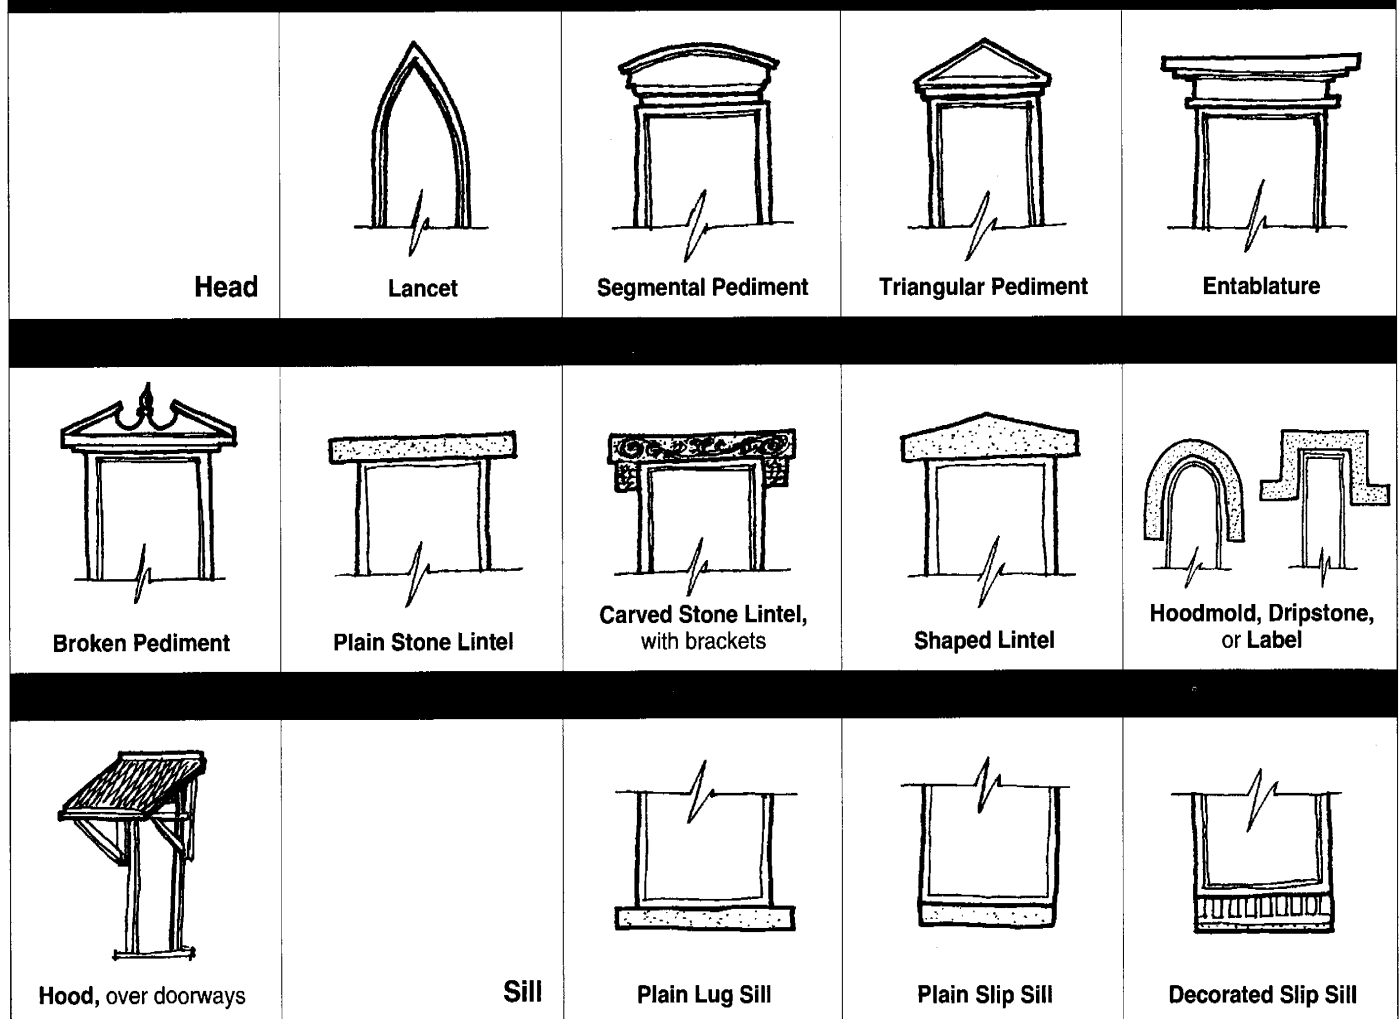 Head
Lancet
Segmental Pediment
Triangular Pediment
Entablature
Broken Pediment
Plain Stone Lintel
Carved Stone Lintel,
with brackets
Shaped Lintel
Hoodmold, Dripstone,
or Label
Hood, over doorways
Sill
Plain Lug Sill
Plain Slip Sill
Decorated Slip Sill